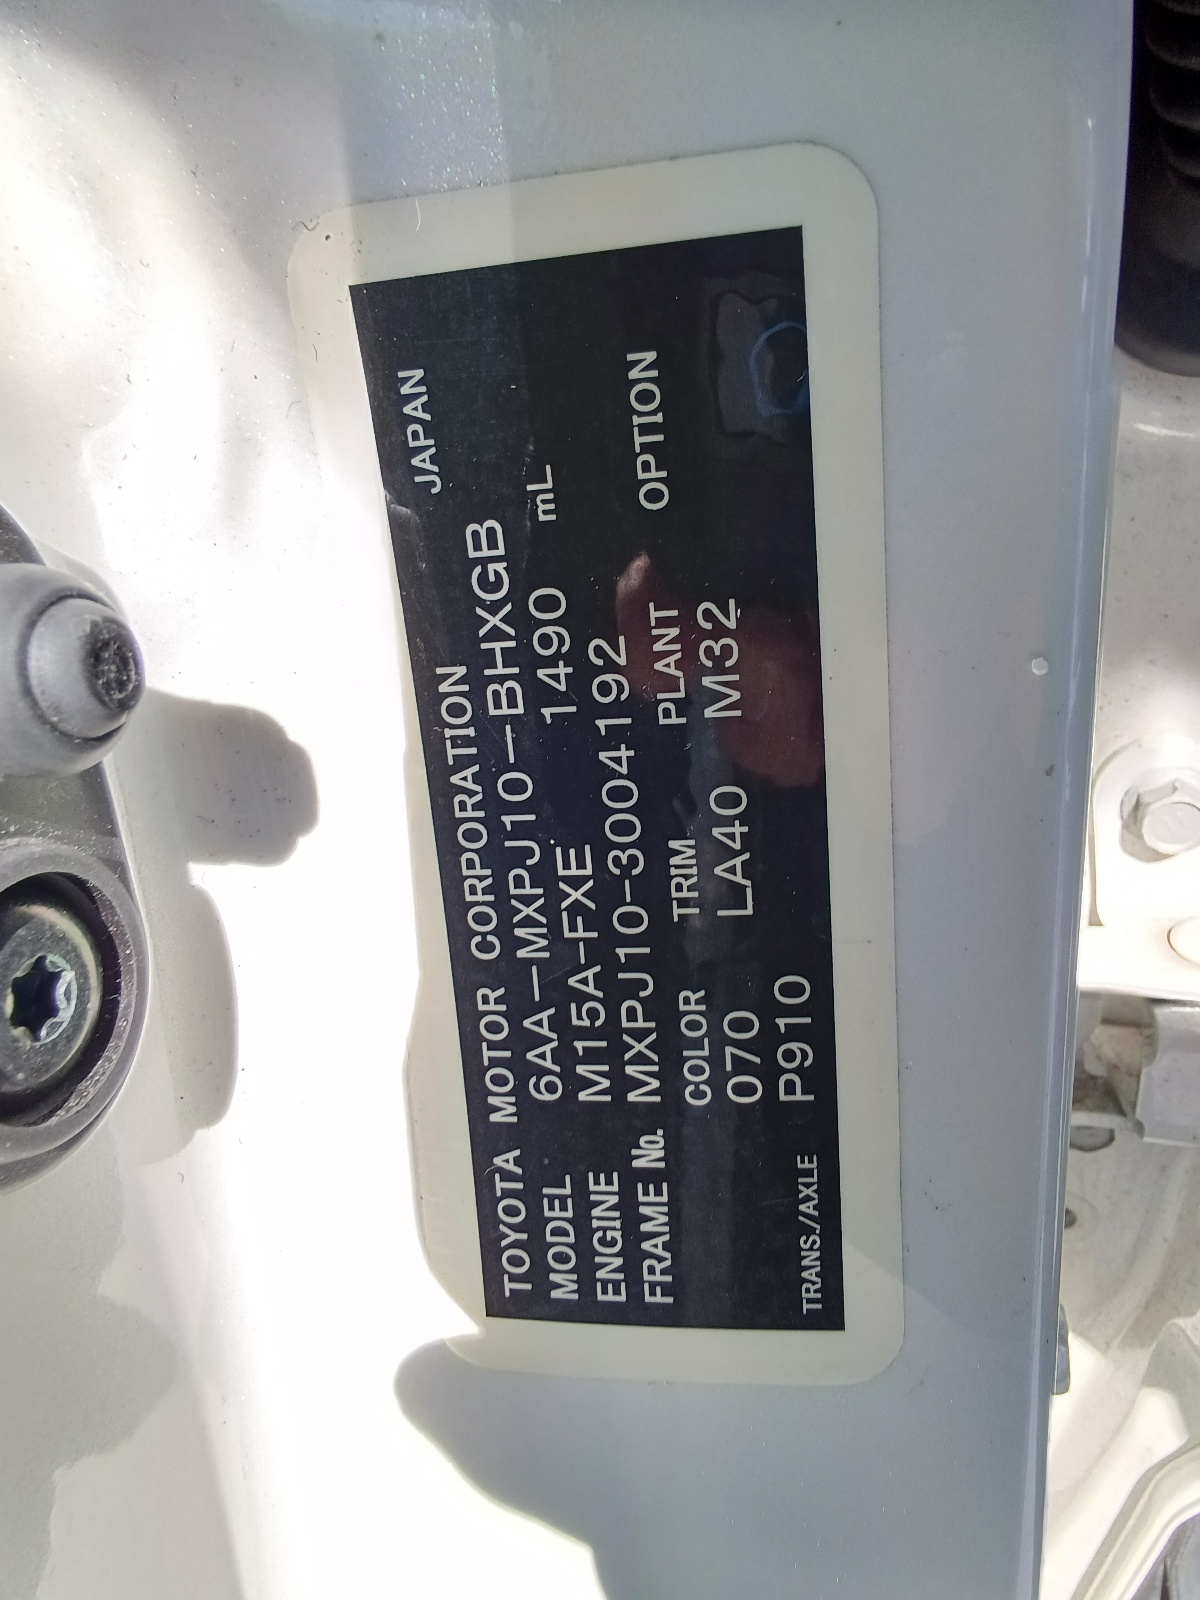 TOYOTA MOTOR CORPORATION JAPAN
MODEL 6AA-MXPJ10-BHXGB
ENGINE M15A-FXE 1490 mL
FRAME No. MXPJ10-3004192
COLOR TRIM PLANT OPTION
070 LA40 M32
TRANS./AXLE P910